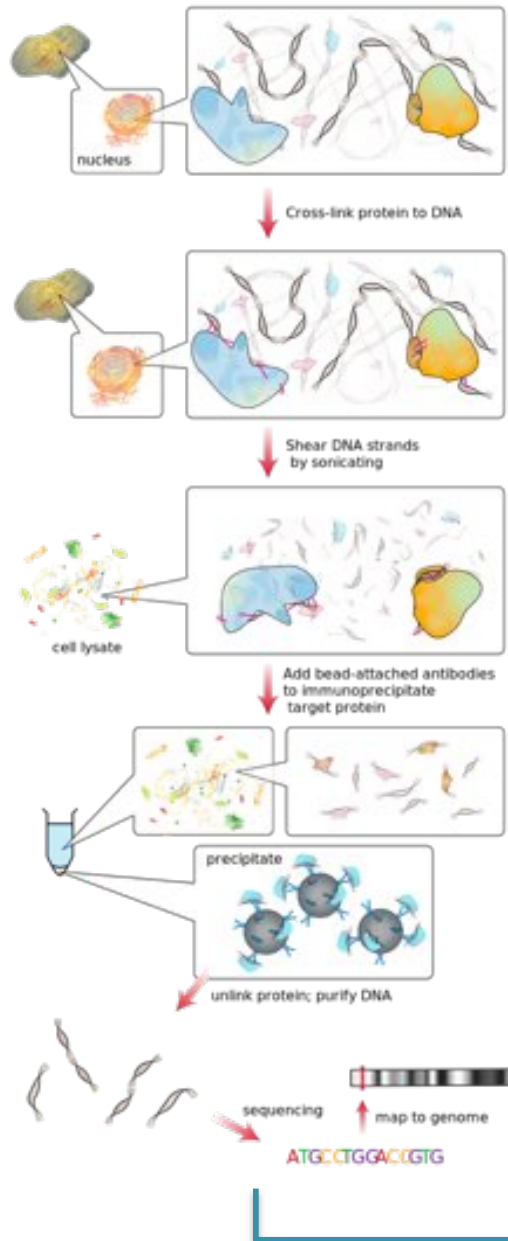 nucleus
Cross-link protein to DNA
Shear DNA strands
by sonicating
cell lysate
Add bead-attached antibodies
to immunoprecipitate
target protein
precipitate
unlink protein; purify DNA
sequencing
map to genome
ATGCCTGGACCGTG